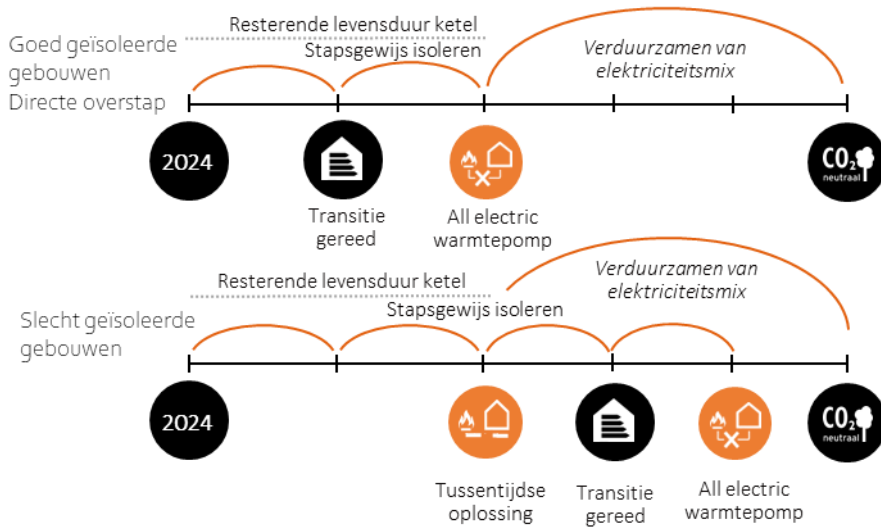 Goed geïsoleerde
gebouwen
Directe overstap
Resterende levensduur ketel
Stapsgewijs isoleren
Verduurzamen van
elektriciteitsmix
2024
CO₂
neutraal
Transitie
gereed
All electric
warmtepomp
Slecht geïsoleerde
gebouwen
Resterende levensduur ketel
Stapsgewijs isoleren
Verduurzamen van
elektriciteitsmix
2024
CO₂
neutraal
Tussentijdse
oplossing
Transitie
gereed
All electric
warmtepomp